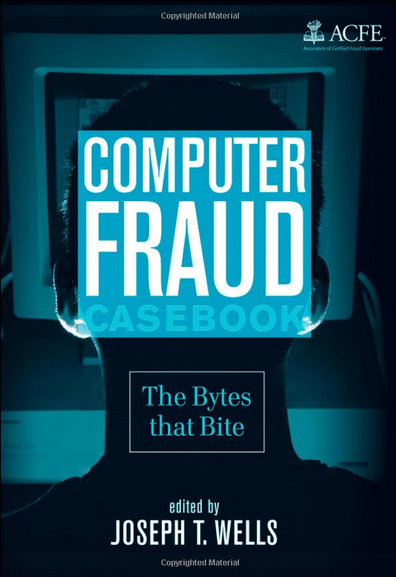 Copyrighted Material
ACFE
Association of Certified Fraud Examiners
COMPUTER
FRAUD
CASEBOOK
The Bytes
that Bite
edited by
JOSEPH T. WELLS
Copyrighted Material